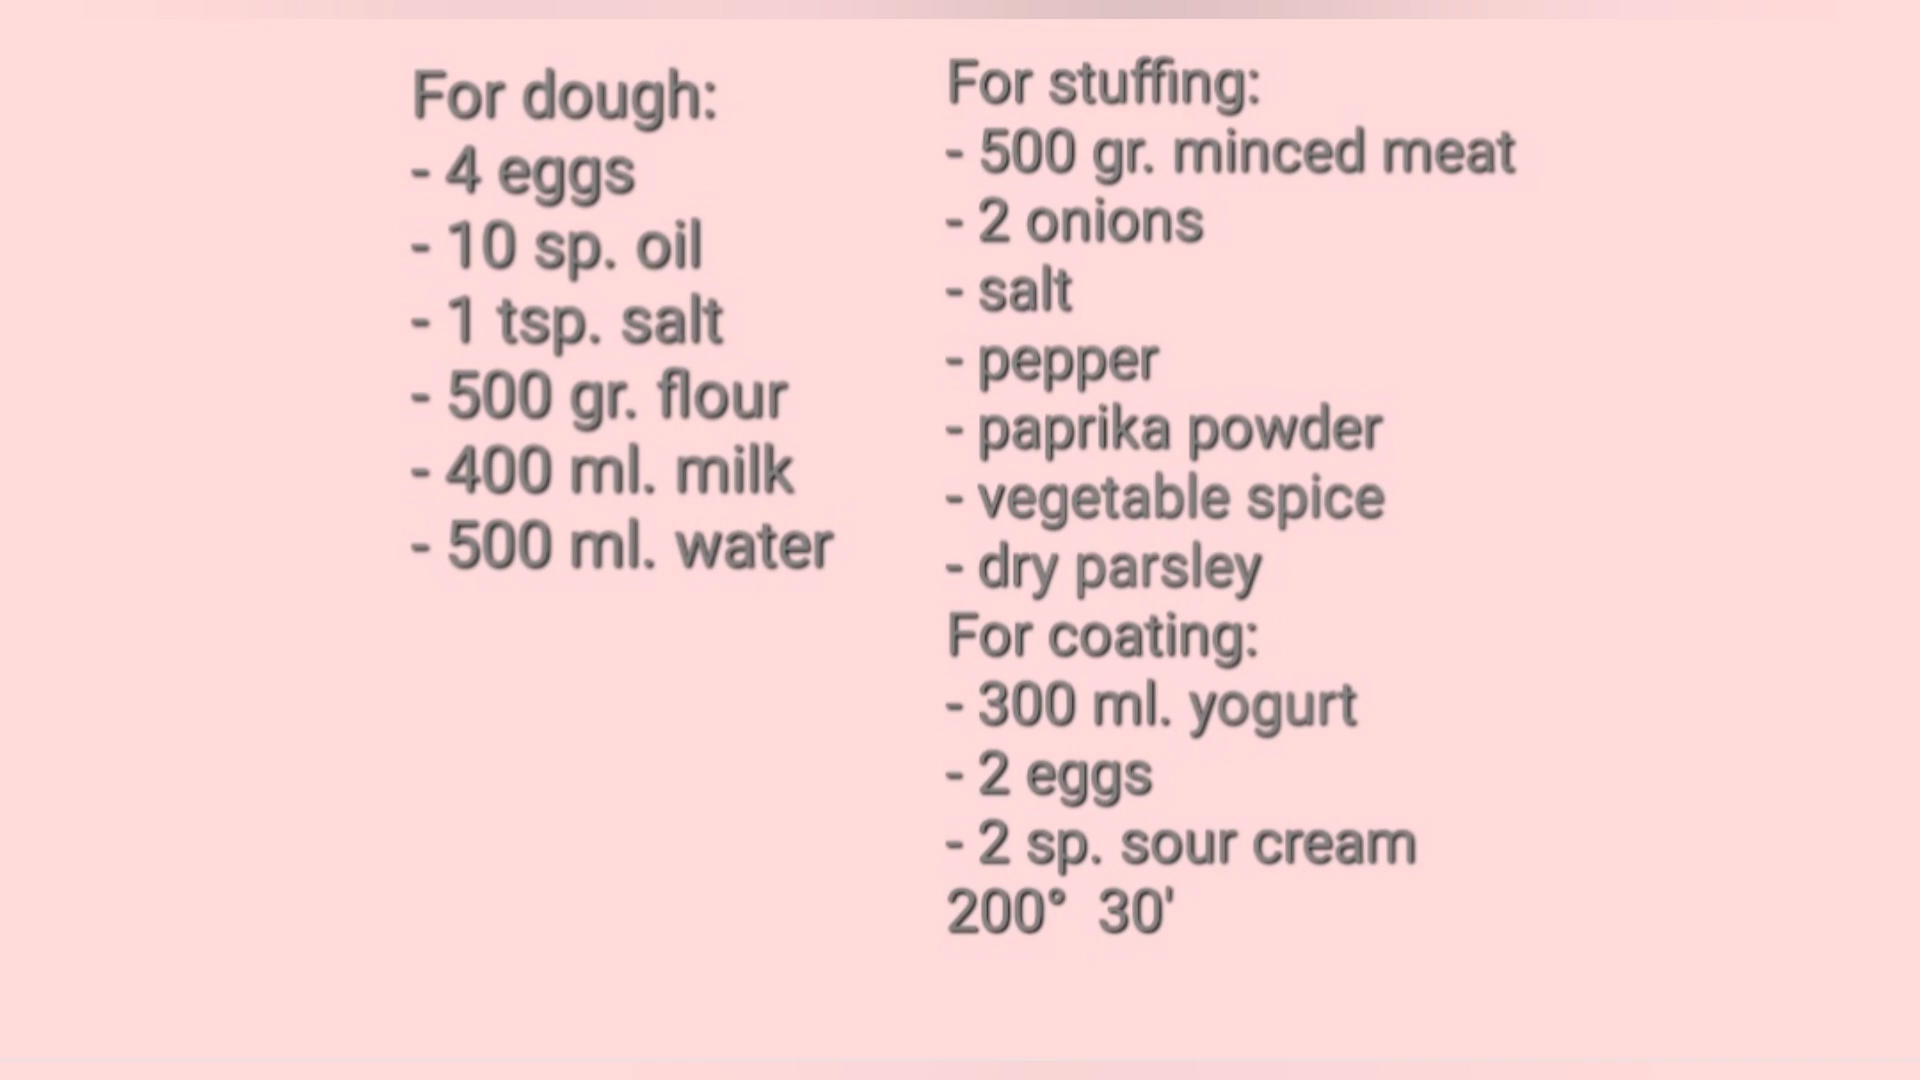 For dough:
- 4 eggs
- 10 sp. oil
- 1 tsp. salt
- 500 gr. flour
- 400 ml. milk
- 500 ml. water
For stuffing:
- 500 gr. minced meat
- 2 onions
- salt
- pepper
- paprika powder
- vegetable spice
- dry parsley
For coating:
- 300 ml. yogurt
- 2 eggs
- 2 sp. sour cream
200° 30'